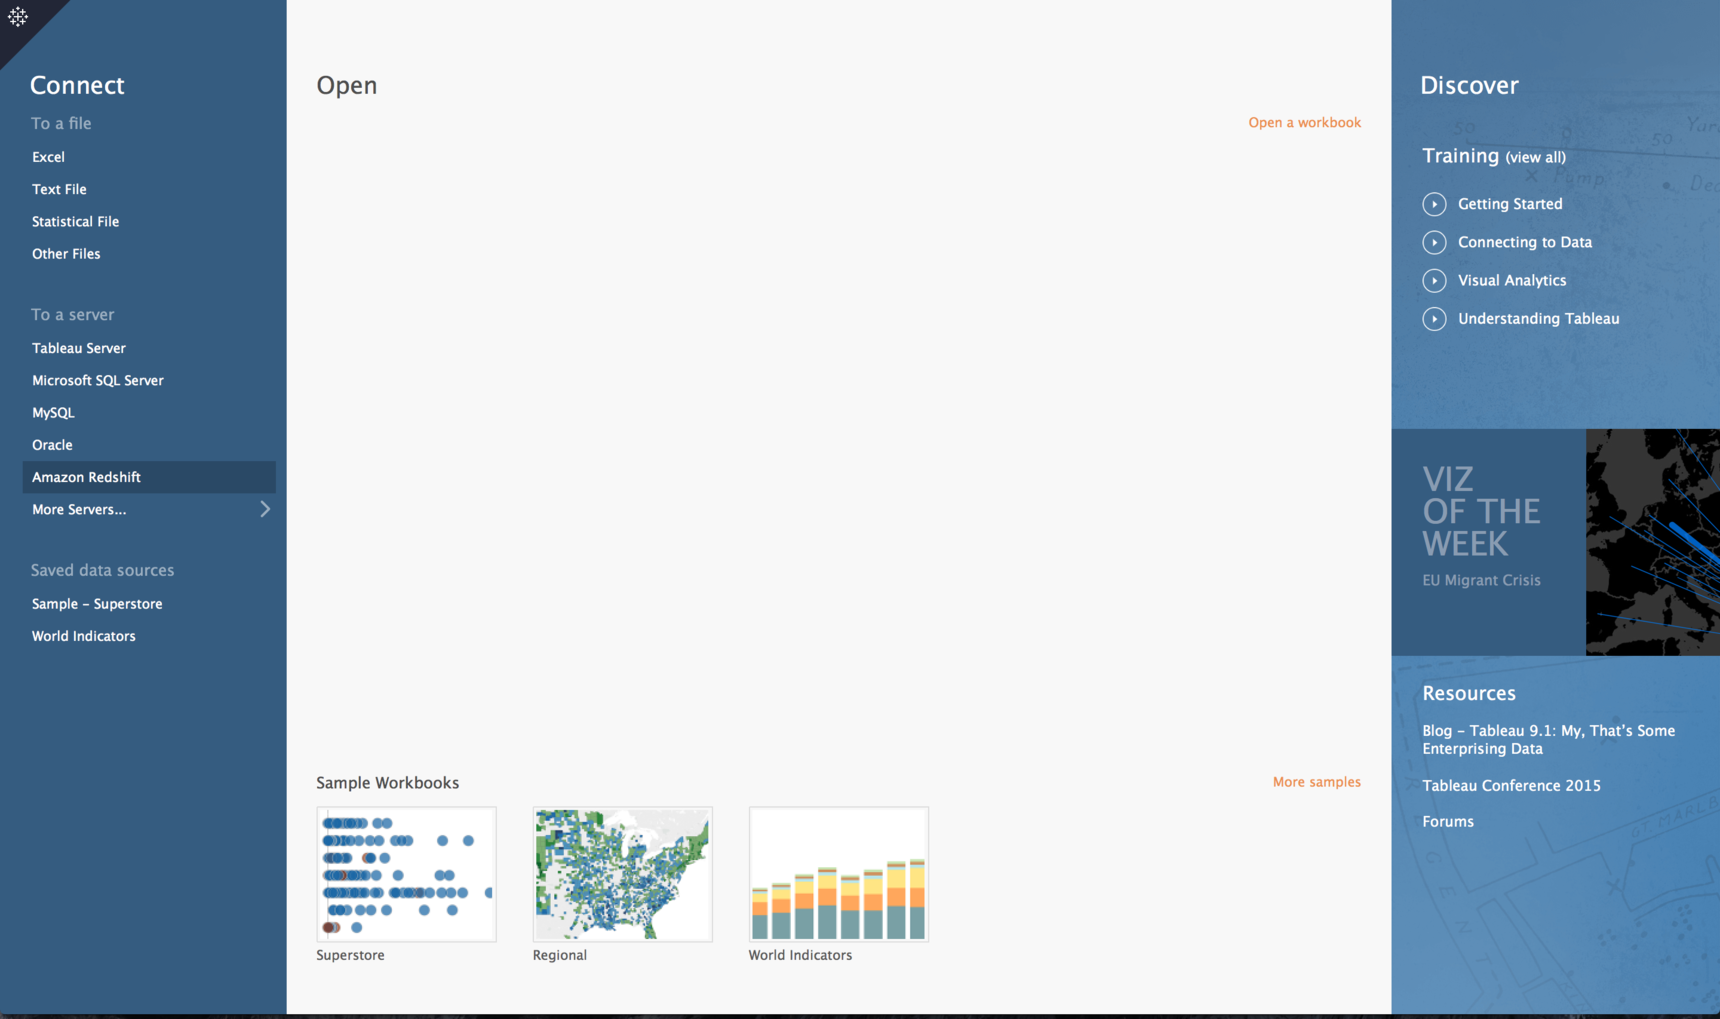 Connect
To a file
Excel
Text File
Statistical File
Other Files
To a server
Tableau Server
Microsoft SQL Server
MySQL
Oracle
Amazon Redshift
More Servers...
Saved data sources
Sample – Superstore
World Indicators
Open
Open a workbook
Sample Workbooks
More samples
Superstore
Regional
World Indicators
Discover
Training (view all)
Getting Started
Connecting to Data
Visual Analytics
Understanding Tableau
VIZ
OF THE
WEEK
EU Migrant Crisis
Resources
Blog – Tableau 9.1: My, That's Some
Enterprising Data
Tableau Conference 2015
Forums